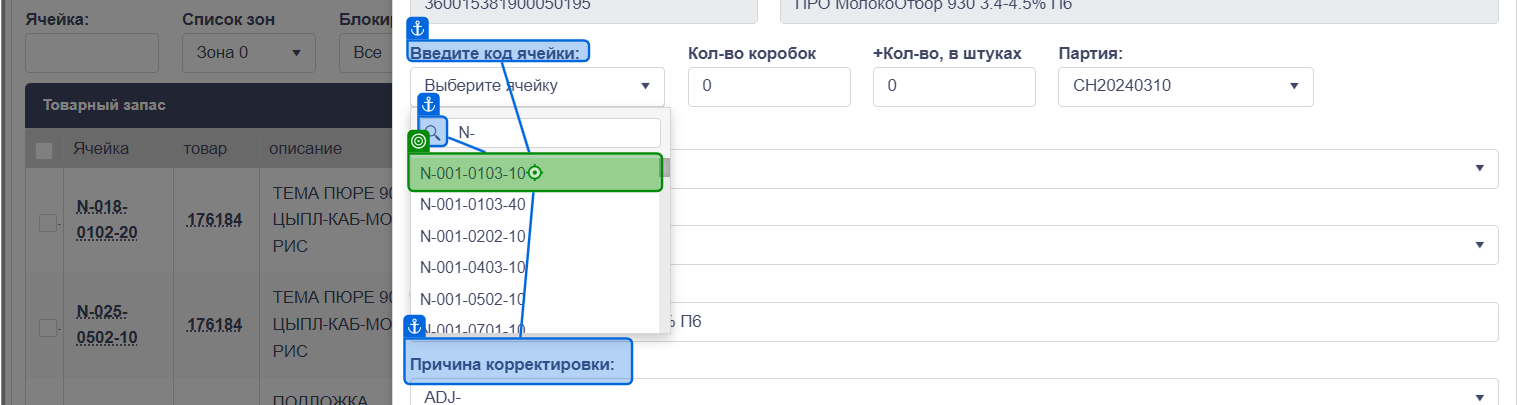 360015381900050195
ПРО МолокоОтбор 930 3.4-4.5% П6
Ячейка:
Список зон
Зона 0
Все
Введите код ячейки:
Выберите ячейку
Кол-во коробок
0
+Кол-во, в штуках
0
Партия:
CH20240310
Товарный запас
Ячейка
товар
описание
N-018-
0102-20
176184
ТЕМА ПЮРЕ
ЦЫПЛ-КАБ-МО
РИС
N-025-
0502-10
176184
ТЕМА ПЮРЕ
ЦЫПЛ-КАБ-МО
РИС
ПОДЛОЖКА
N-
N-001-0103-10
N-001-0103-40
N-001-0202-10
N-001-0403-10
N-001-0502-10
N-001-0701-10
% П6
Причина корректировки:
ADJ-